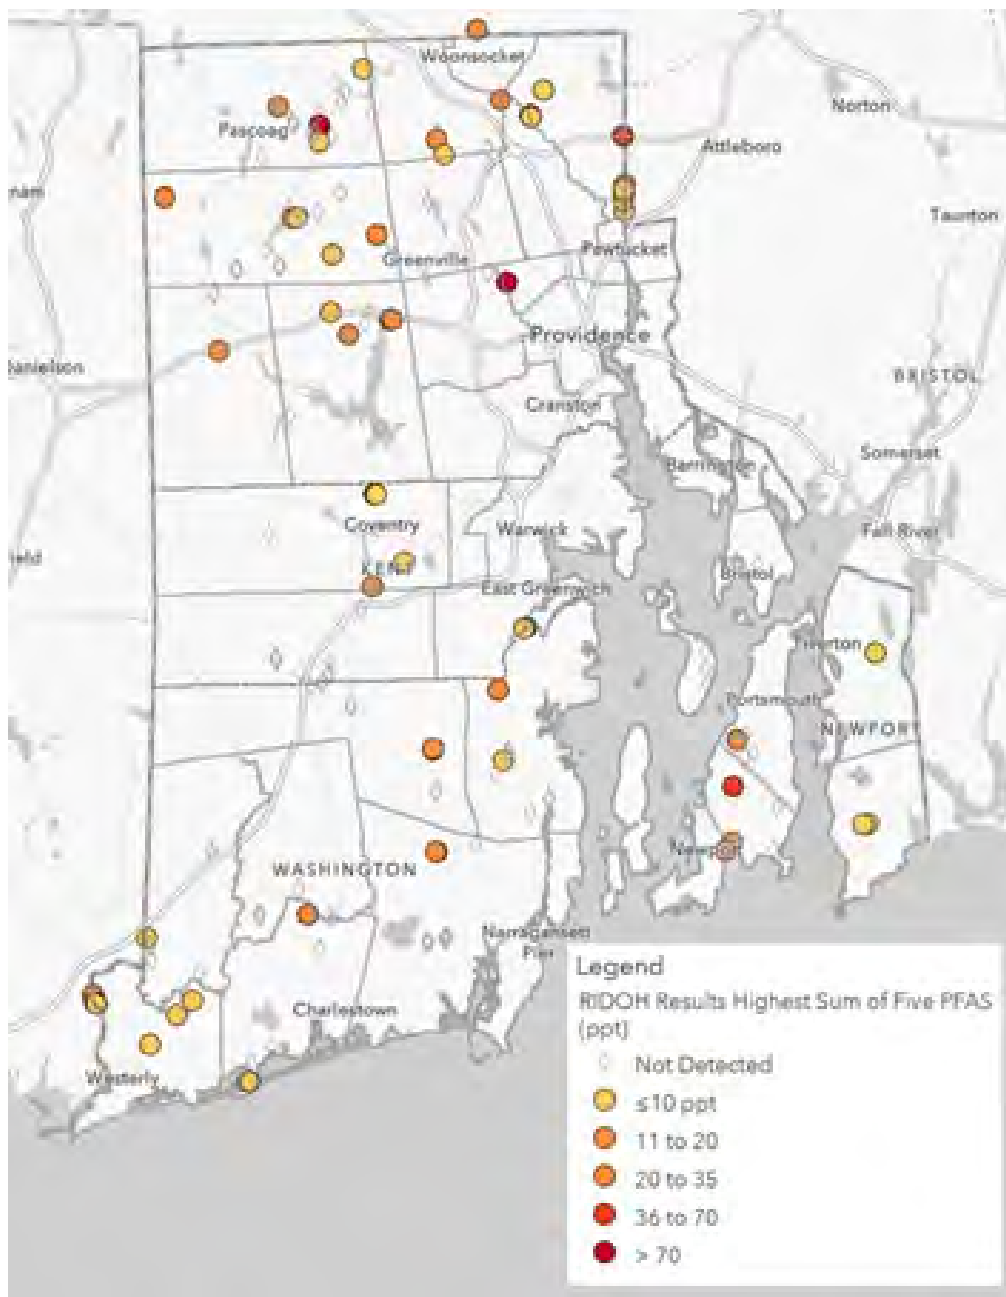 Woonsocket
Norton
Pascoag
Attleboro
Taunton
Pawtucket
Greenville
Providence
Danielson
BRISTOL
Cranston
Somerset
Barrington
Coventry
Warwick
Fall River
KENT
Bristol
East Greenwich
Tiverton
Portsmouth
NEWPORT
Newport
WASHINGTON
Narragansett
Pier
Charlestown
Westerly
Legend
RIDOH Results Highest Sum of Five PFAS
(ppt)
Not Detected
≤10 ppt
11 to 20
20 to 35
36 to 70
> 70